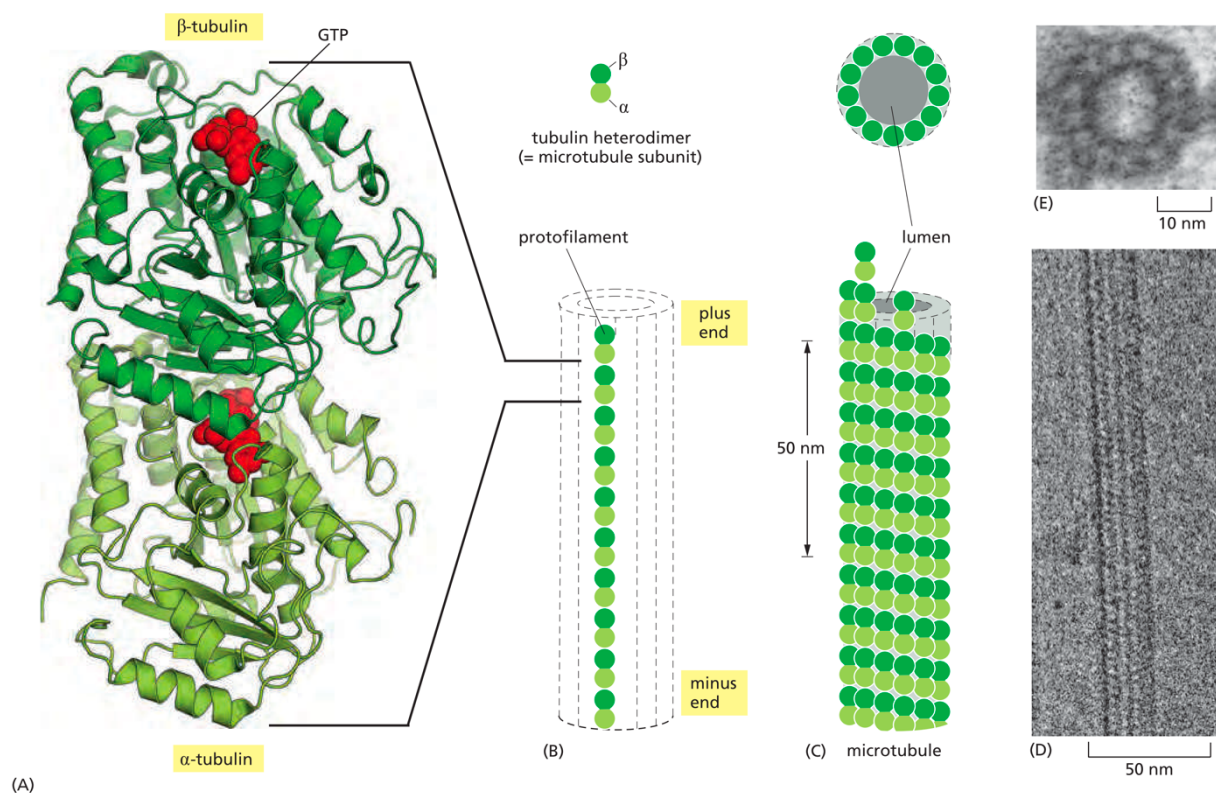 β-tubulin
GTP
α-tubulin
(A)
β
α
tubulin heterodimer
(= microtubule subunit)
protofilament
plus
end
minus
end
(B)
lumen
50 nm
(C)
microtubule
(E)
10 nm
(D)
50 nm